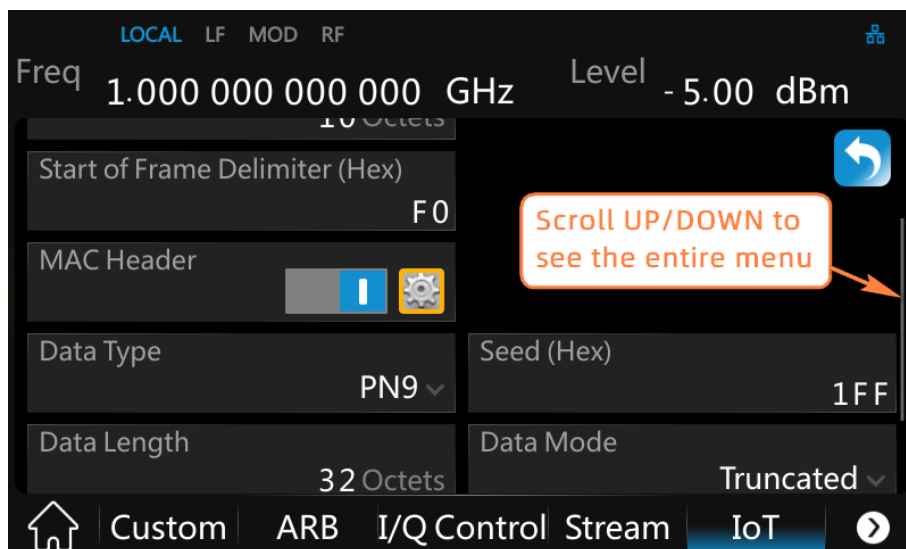 LOCAL LF MOD RF
Freq 1.000 000 000 000 GHz Level -5.00 dBm
10 Octets
Start of Frame Delimiter (Hex)
F0
Scroll UP/DOWN to
see the entire menu
MAC Header
Data Type
PN9
Seed (Hex)
1FF
Data Length
32 Octets
Data Mode
Truncated
Custom ARB I/Q Control Stream IoT